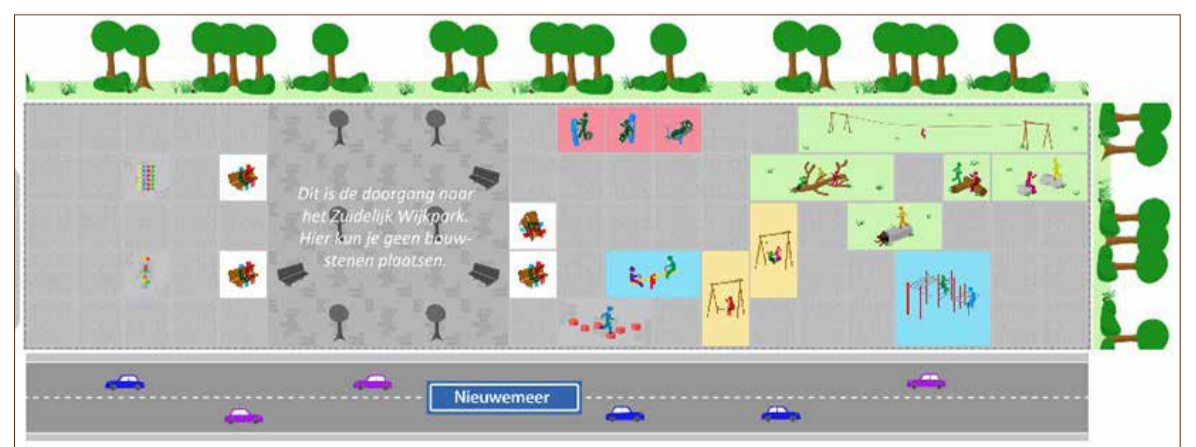 Dit is de doorgang naar
het Zuidelijk Wijkpark.
Hier kun je geen bouw-
stenen plaatsen.
Nieuwemeer